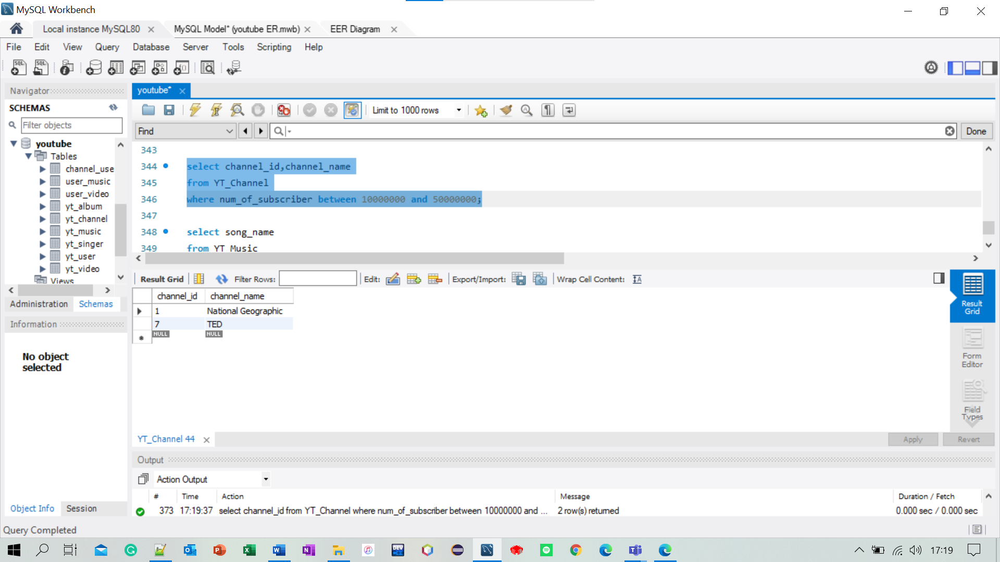 MySQL Workbench
Local instance MySQL80
MySQL Model* (youtube ER.mwb)
EER Diagram
File Edit View Query Database Server Tools Scripting Help
Navigator
SCHEMAS
Filter objects
youtube
Tables
channel_use
user_music
user_video
yt_album
yt_channel
yt_music
yt_singer
yt_user
yt_video
Views
Administration Schemas
Information
No object
selected
Object Info Session
youtube*
Limit to 1000 rows
Find
Done
343
344 select channel_id,channel_name
345 from YT_Channel
346 where num_of_subscriber between 10000000 and 50000000;
347
348 select song_name
349 from YT_Music
Result Grid Filter Rows: Edit: Export/Import: Wrap Cell Content:
channel_id channel_name
1 National Geographic
7 TED
NULL NULL
Result
Grid
Form
Editor
Field
Types
YT_Channel 44
Apply Revert
Output
Action Output
# Time Action Message Duration / Fetch
373 17:19:37 select channel_id from YT_Channel where num_of_subscriber between 10000000 and ... 2 row(s) returned 0.000 sec / 0.000 sec
Query Completed
17:19